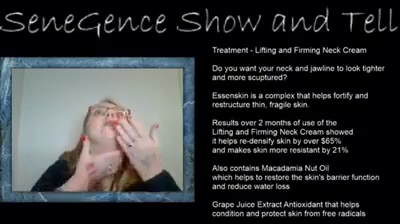 SeneGence Show and Tell
Treatment - Lifting and Firming Neck Cream
Do you want your neck and jawline to look tighter
and more scuptured?
Essenskin is a complex that helps fortify and
restructure thin, fragile skin.
Results over 2 months of use of the
Lifting and Firming Neck Cream showed
it helps re-densify skin by over $65%
and makes skin more resistant by 21%
Also contains Macadamia Nut Oil
which helps to restore the skin's barrier function
and reduce water loss
Grape Juice Extract Antioxidant that helps
condition and protect skin from free radicals